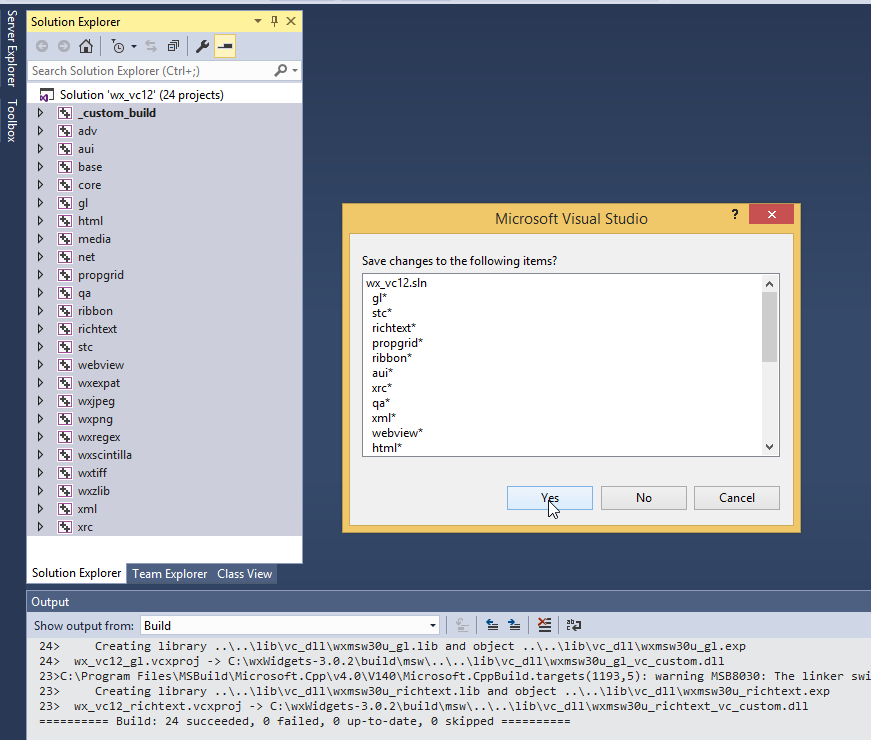 Server Explorer
Toolbox
Solution Explorer
Search Solution Explorer (Ctrl+;)
Solution 'wx_vc12' (24 projects)
_custom_build
adv
aui
base
core
gl
html
media
net
propgrid
qa
ribbon
richtext
stc
webview
wxexpat
wxjpeg
wxpng
wxregex
wxscintilla
wxtiff
wxzlib
xml
xrc
Solution Explorer Team Explorer Class View
Microsoft Visual Studio
?
Save changes to the following items?
wx_vc12.sln
gl*
stc*
richtext*
propgrid*
ribbon*
aui*
xrc*
qa*
xml*
webview*
html*
Yes No Cancel
Output
Show output from: Build
24> Creating library ..\..\lib\vc_dll\wxmsw30u_gl.lib and object ..\..\lib\vc_dll\wxmsw30u_gl.exp
24> wx_vc12_gl.vcxproj -> C:\wxWidgets-3.0.2\build\msw\..\..\lib\vc_dll\wxmsw30u_gl_vc_custom.dll
23>C:\Program Files\MSBuild\Microsoft.Cpp\v4.0\V140\Microsoft.CppBuild.targets(1193,5): warning MSB8030: The linker swi
23> Creating library ..\..\lib\vc_dll\wxmsw30u_richtext.lib and object ..\..\lib\vc_dll\wxmsw30u_richtext.exp
23> wx_vc12_richtext.vcxproj -> C:\wxWidgets-3.0.2\build\msw\..\..\lib\vc_dll\wxmsw30u_richtext_vc_custom.dll
========== Build: 24 succeeded, 0 failed, 0 up-to-date, 0 skipped ==========